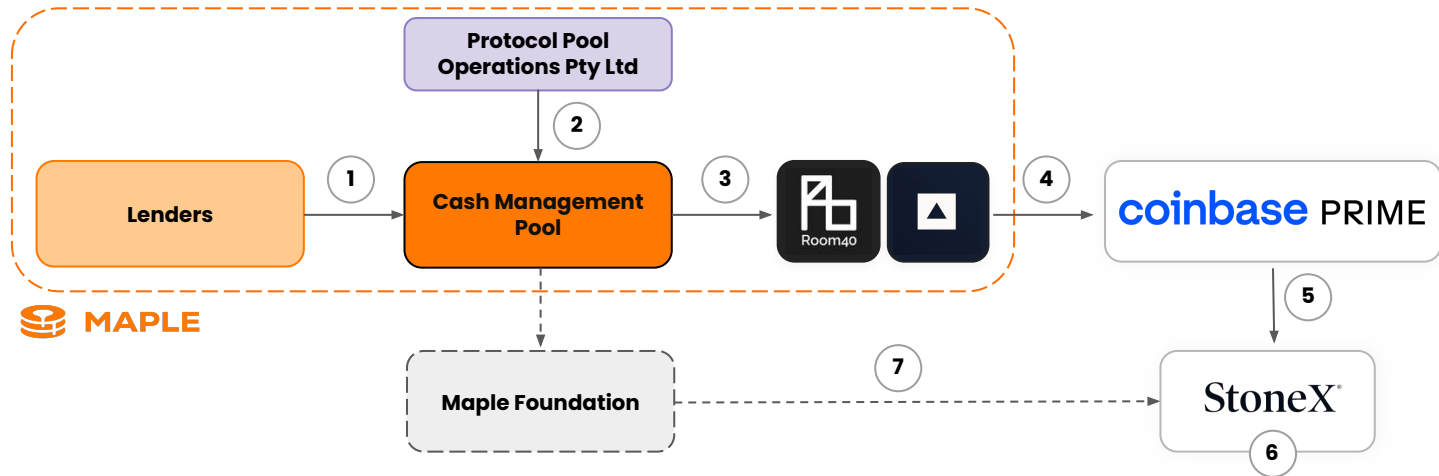 Protocol Pool
Operations Pty Ltd
2
1
3
4
Lenders
Cash Management
Pool
Room40
coinbase PRIME
5
MAPLE
7
Maple Foundation
StoneX®
6